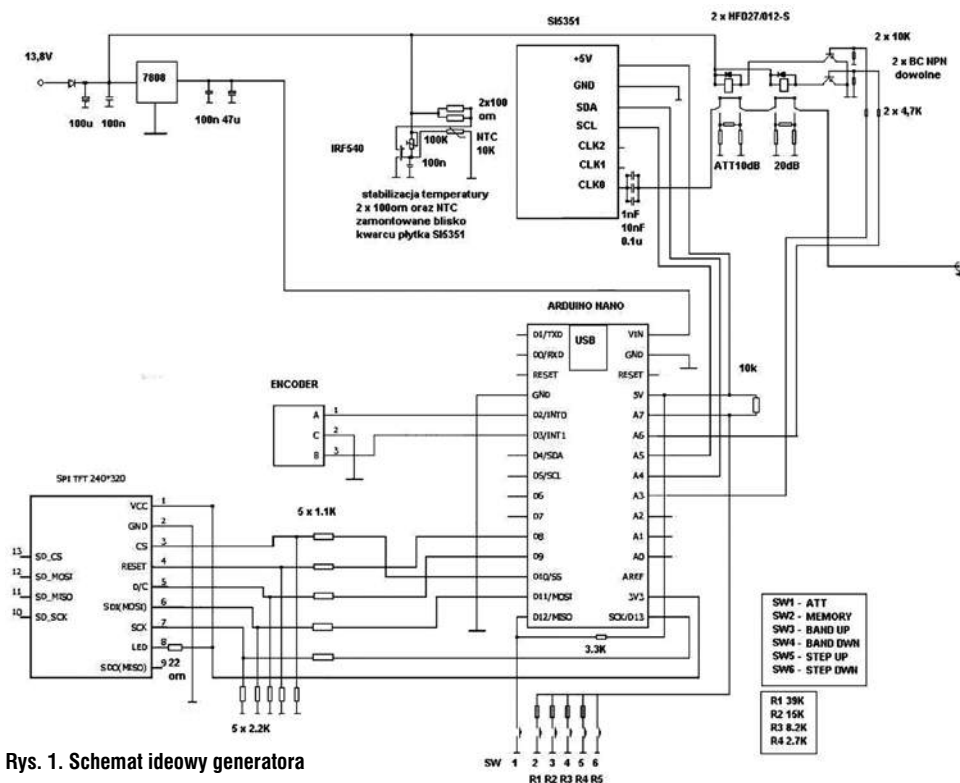 SI5351
2 x HFD27/012-S
13,8V
7808
100u
100n
100n 47u
2x100
om
100K
NTC
10K
IRF540
100n
stabilizacja temperatury
2 x 100om oraz NTC
zamontowane blisko
kwarcu płytka SI5351
+5V
GND
SDA
SCL
CLK2
CLK1
CLK0
1nF
10nF
0.1u
ATT10dB
20dB
2 x 10K
2 x BC NPN
dowolne
2 x 4,7K
ARDUINO NANO
USB
D1/TXD
D0/RXD
RESET
GND
D2/INT0
D3/INT1
D4/SDA
D5/SCL
D6
D7
D8
D9
D10/SS
D11/MOSI
D12/MISO
VIN
GND
RESET
5V
A7
A6
A5
A4
A3
A2
A1
A0
AREF
3V3
SCK/D13
10k
3.3K
ENCODER
A 1
C 2
B 3
SPI TFT 240*320
VCC 1
GND 2
CS 3
RESET 4
D/C 5
SDI(MOSI) 6
SCK 7
LED 8
SDO(MISO) 9
13 SD_CS
12 SD_MOSI
11 SD_MISO
10 SD_SCK
22
om
5 x 1.1K
5 x 2.2K
SW 1 2 3 4 5 6
R1 R2 R3 R4 R5
SW1 - ATT
SW2 - MEMORY
SW3 - BAND UP
SW4 - BAND DWN
SW5 - STEP UP
SW6 - STEP DWN
R1 39K
R2 15K
R3 8.2K
R4 2.7K
Rys. 1. Schemat ideowy generatora